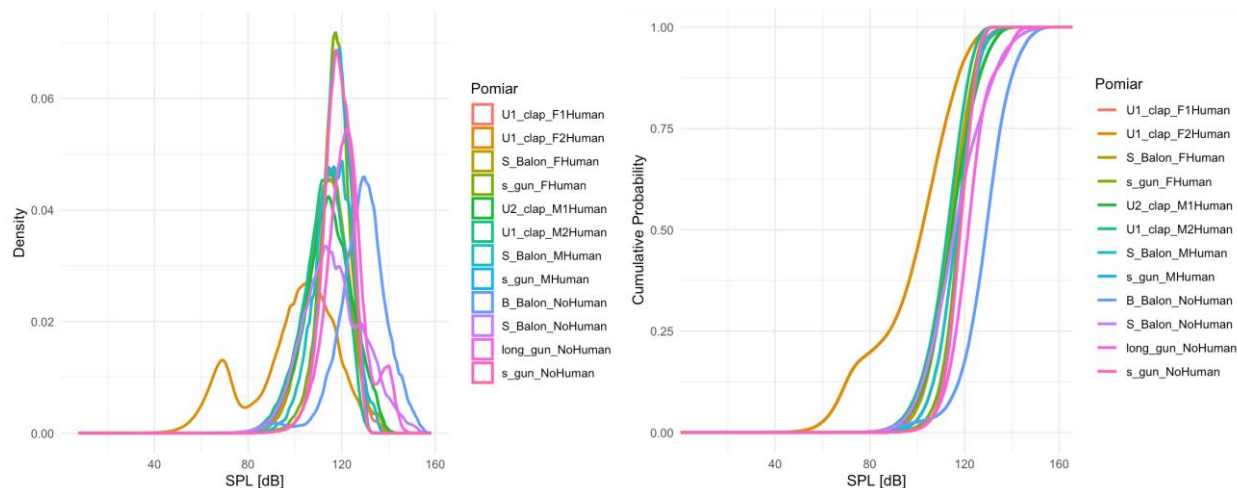 0.06
0.04
0.02
0.00
Density
40
80
120
160
SPL [dB]
Pomiar
U1_clap_F1Human
U1_clap_F2Human
S_Balon_FHuman
s_gun_FHuman
U2_clap_M1Human
U1_clap_M2Human
S_Balon_MHuman
s_gun_MHuman
B_Balon_NoHuman
S_Balon_NoHuman
long_gun_NoHuman
s_gun_NoHuman
1.00
0.75
0.50
0.25
0.00
Cumulative Probability
40
80
120
160
SPL [dB]
Pomiar
U1_clap_F1Human
U1_clap_F2Human
S_Balon_FHuman
s_gun_FHuman
U2_clap_M1Human
U1_clap_M2Human
S_Balon_MHuman
s_gun_MHuman
B_Balon_NoHuman
S_Balon_NoHuman
long_gun_NoHuman
s_gun_NoHuman